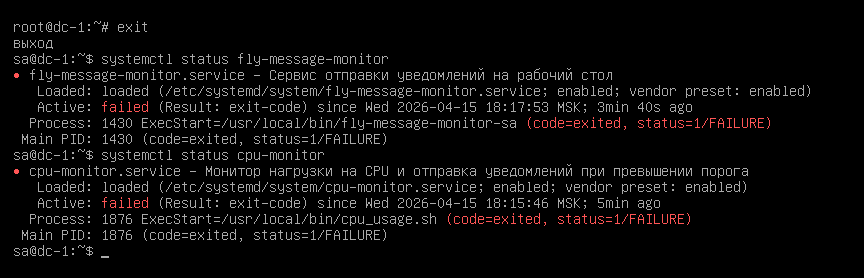 root@dc-1:~# exit
выход
sa@dc-1:~$ systemctl status fly-message-monitor
● fly-message-monitor.service - Сервис отправки уведомлений на рабочий стол
Loaded: loaded (/etc/systemd/system/fly-message-monitor.service; enabled; vendor preset: enabled)
Active: failed (Result: exit-code) since Wed 2026-04-15 18:17:53 MSK; 3min 40s ago
Process: 1430 ExecStart=/usr/local/bin/fly-message-monitor-sa (code=exited, status=1/FAILURE)
Main PID: 1430 (code=exited, status=1/FAILURE)
sa@dc-1:~$ systemctl status cpu-monitor
● cpu-monitor.service - Монитор нагрузки на CPU и отправка уведомлений при превышении порога
Loaded: loaded (/etc/systemd/system/cpu-monitor.service; enabled; vendor preset: enabled)
Active: failed (Result: exit-code) since Wed 2026-04-15 18:15:46 MSK; 5min ago
Process: 1876 ExecStart=/usr/local/bin/cpu_usage.sh (code=exited, status=1/FAILURE)
Main PID: 1876 (code=exited, status=1/FAILURE)
sa@dc-1:~$ _